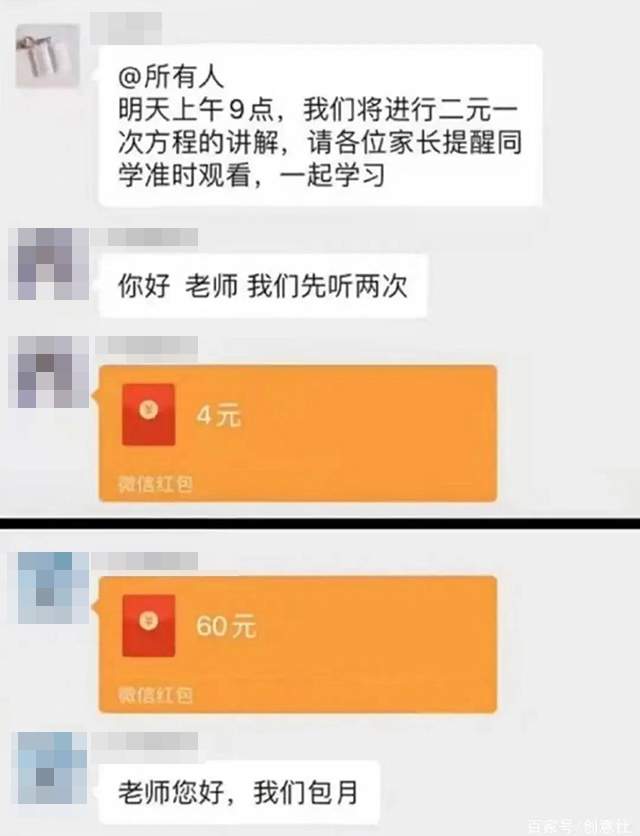 @所有人
明天上午9点，我们将进行二元一
次方程的讲解，请各位家长提醒同
学准时观看，一起学习
你好 老师 我们先听两次
4元
微信红包
60元
微信红包
老师您好，我们包月
百家号/创意社